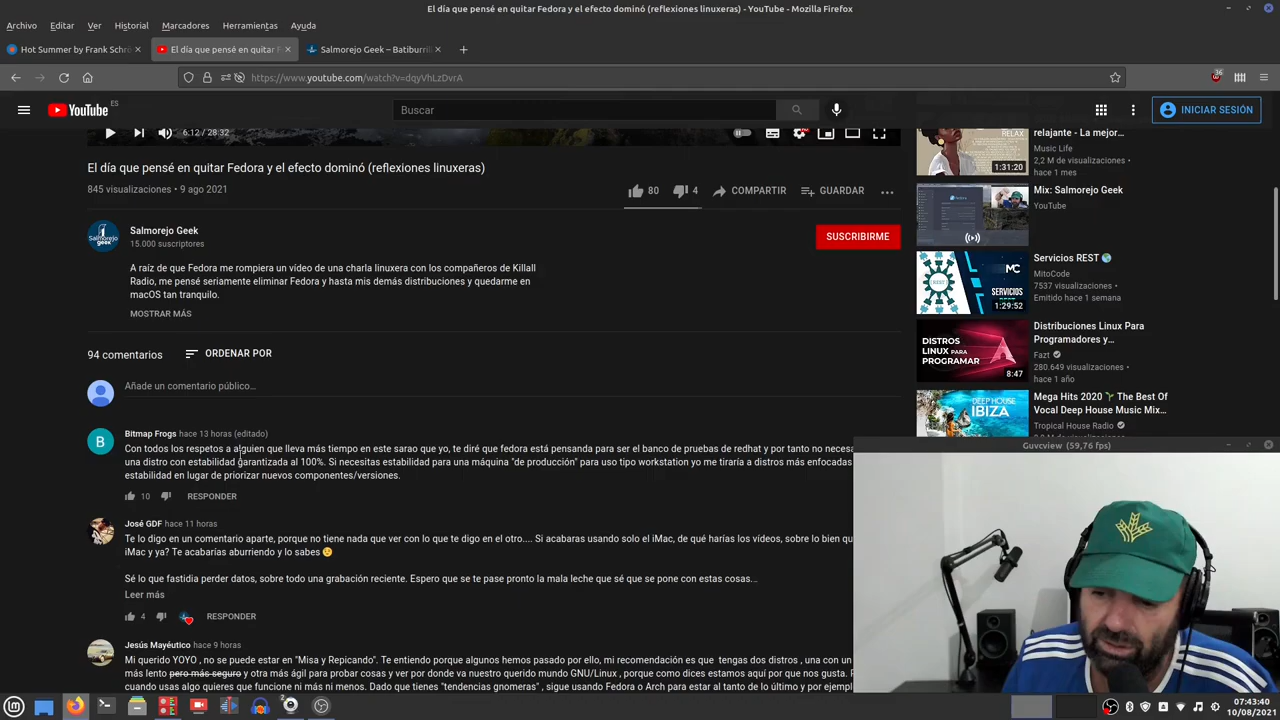 El día que pensé en quitar Fedora y el efecto dominó (reflexiones linuxeras) - YouTube — Mozilla Firefox
Archivo Editar Ver Historial Marcadores Herramientas Ayuda
Hot Summer by Frank Schr
El día que pensé en quitar F
Salmorejo Geek – Batiburril
https://www.youtube.com/watch?v=dqyVhLzDvrA
36
YouTube ES
Buscar
INICIAR SESIÓN
6:12 / 28:32
El día que pensé en quitar Fedora y el efecto dominó (reflexiones linuxeras)
845 visualizaciones • 9 ago 2021
80 4 COMPARTIR GUARDAR
Salmorejo Geek
15.000 suscriptores
SUSCRIBIRME
A raíz de que Fedora me rompiera un vídeo de una charla linuxera con los compañeros de Killall
Radio, me pensé seriamente eliminar Fedora y hasta mis demás distribuciones y quedarme en
macOS tan tranquilo.
MOSTRAR MÁS
94 comentarios ORDENAR POR
Añade un comentario público...
B
Bitmap Frogs hace 13 horas (editado)
Con todos los respetos a alguien que lleva más tiempo en este sarao que yo, te diré que fedora está pensanda para ser el banco de pruebas de redhat y por tanto no necesa
una distro con estabilidad garantizada al 100%. Si necesitas estabilidad para una máquina "de producción" para uso tipo workstation yo me tiraría a distros más enfocadas
estabilidad en lugar de priorizar nuevos componentes/versiones.
10 RESPONDER
José GDF hace 11 horas
Te lo digo en un comentario aparte, porque no tiene nada que ver con lo que te digo en el otro.... Si acabaras usando solo el iMac, de qué harías los vídeos, sobre lo bien qu
iMac y ya? Te acabarías aburriendo y lo sabes
Sé lo que fastidia perder datos, sobre todo una grabación reciente. Espero que se te pase pronto la mala leche que sé que se pone con estas cosas...
Leer más
4 RESPONDER
Jesús Mayéutico hace 9 horas
Mi querido YOYO , no se puede estar en "Misa y Repicando". Te entiendo porque algunos hemos pasado por ello, mi recomendación es que tengas dos distros , una con un
más lento pero más seguro y otra más ágil para probar cosas y ver por donde va nuestro querido mundo GNU/Linux , porque como dices estamos aquí por que nos gusta. F
cuando usas algo quieres que funcione ni más ni menos. Dado que tienes "tendencias gnomeras" , sigue usando Fedora o Arch para estar al tanto de lo último y por ejempl
RELAX
1:31:20
relajante - La mejor...
Music Life
2,2 M de visualizaciones •
hace 1 mes
Mix: Salmorejo Geek
YouTube
MC
SERVICIOS
REST
1:29:52
Servicios REST
MitoCode
7537 visualizaciones •
Emitido hace 1 semana
DISTROS
LINUX PARA
PROGRAMAR
8:47
Distribuciones Linux Para
Programadores y...
Fazt
280.649 visualizaciones •
hace 1 año
DEEP HOUSE
IBIZA
Mega Hits 2020 The Best Of
Vocal Deep House Music Mix...
Tropical House Radio
Guvcview (59,76 fps)
07:43:40
10/08/2021